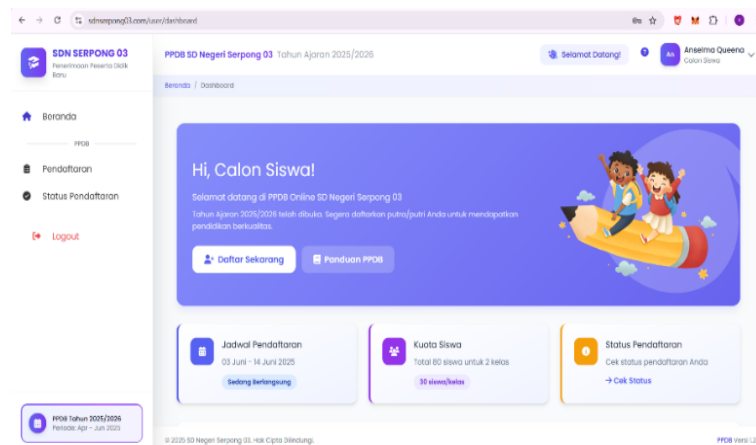 sdnserpong03.com/user/dashboard
SDN SERPONG 03
Penerimaan Peserta Didik
Baru
PPDB SD Negeri Serpong 03 Tahun Ajaran 2025/2026
Selamat Datang!
An
Anselma Queena
Calon Siswa
Beranda / Dashboard
Beranda
PPDB
Pendaftaran
Status Pendaftaran
Logout
Hi, Calon Siswa!
Selamat datang di PPDB Online SD Negeri Serpong 03
Tahun Ajaran 2025/2026 telah dibuka. Segera daftarkan putra/putri Anda untuk mendapatkan
pendidikan berkualitas.
Daftar Sekarang
Panduan PPDB
Jadwal Pendaftaran
03 Juni - 14 Juni 2025
Sedang Berlangsung
Kuota Siswa
Total 60 siswa untuk 2 kelas
30 siswa/kelas
Status Pendaftaran
Cek status pendaftaran Anda
→ Cek Status
PPDB Tahun 2025/2026
Periode: Apr - Jun 2025
© 2025 SD Negeri Serpong 03. Hak Cipta Dilindungi.
PPDB Versi